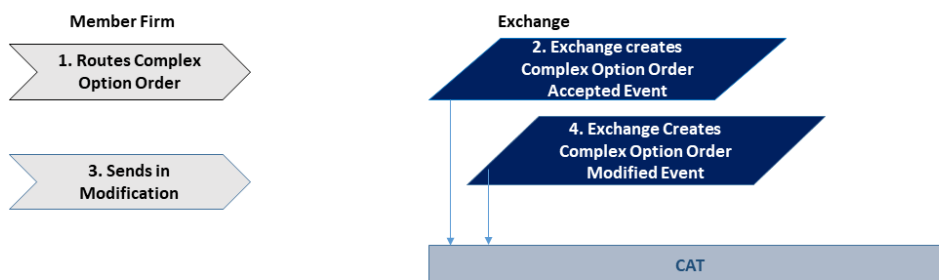 Member Firm
Exchange
1. Routes Complex
Option Order
2. Exchange creates
Complex Option Order
Accepted Event
3. Sends in
Modification
4. Exchange Creates
Complex Option Order
Modified Event
CAT